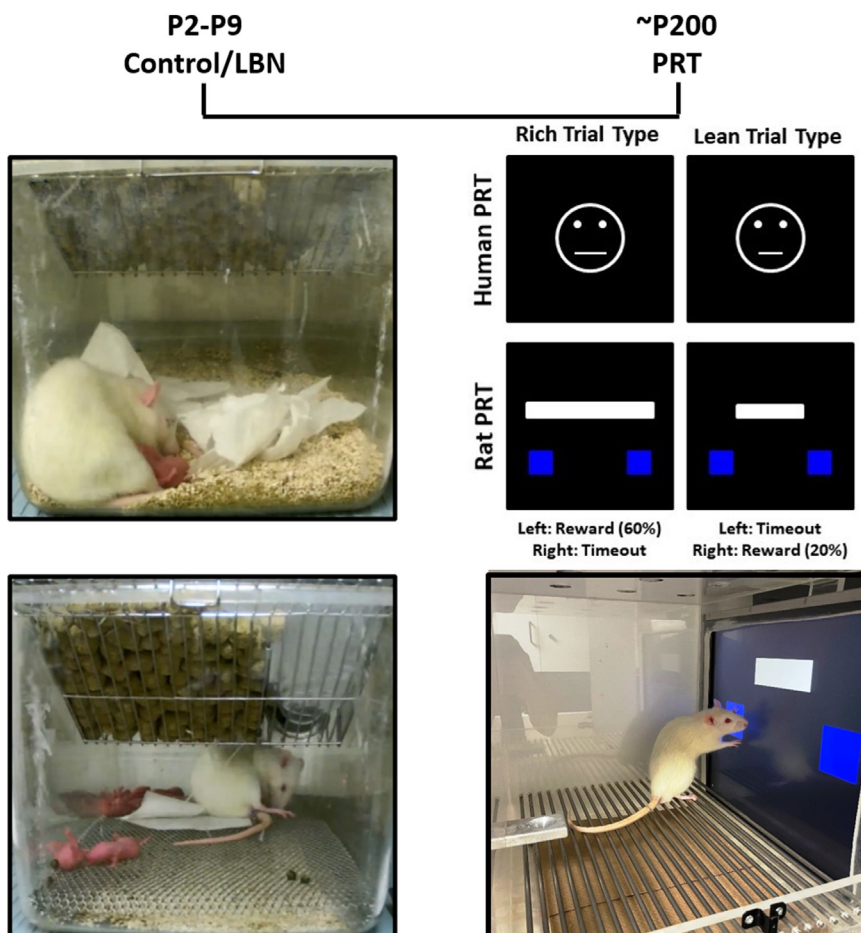 P2-P9
Control/LBN
~P200
PRT
Rich Trial Type
Lean Trial Type
Human PRT
Rat PRT
Left: Reward (60%)
Right: Timeout
Left: Timeout
Right: Reward (20%)